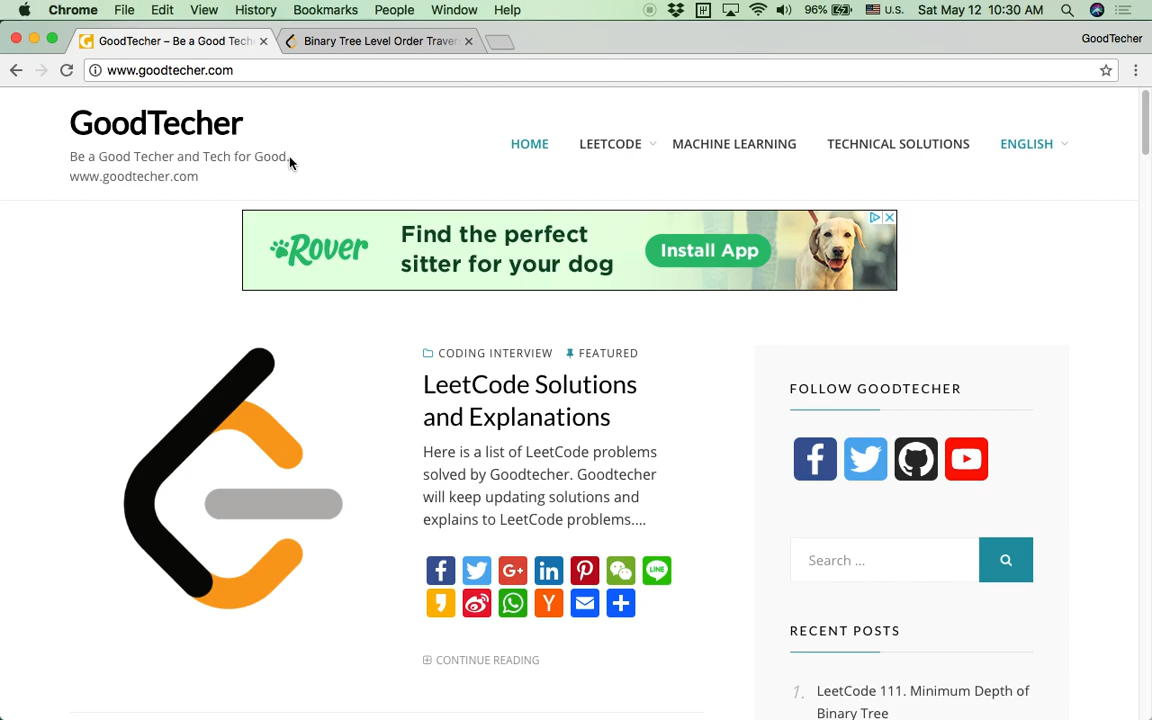 Chrome File Edit View History Bookmarks People Window Help 96% U.S. Sat May 12 10:30 AM
GoodTecher – Be a Good Tech Binary Tree Level Order Traver GoodTecher
www.goodtecher.com
GoodTecher
Be a Good Techer and Tech for Good.
www.goodtecher.com
HOME LEETCODE MACHINE LEARNING TECHNICAL SOLUTIONS ENGLISH
Rover
Find the perfect
sitter for your dog
Install App
CODING INTERVIEW FEATURED
LeetCode Solutions
and Explanations
Here is a list of LeetCode problems
solved by Goodtecher. Goodtecher
will keep updating solutions and
explains to LeetCode problems....
G+ in LINE
Y
CONTINUE READING
FOLLOW GOODTECHER
Search ...
RECENT POSTS
1. LeetCode 111. Minimum Depth of
Binary Tree